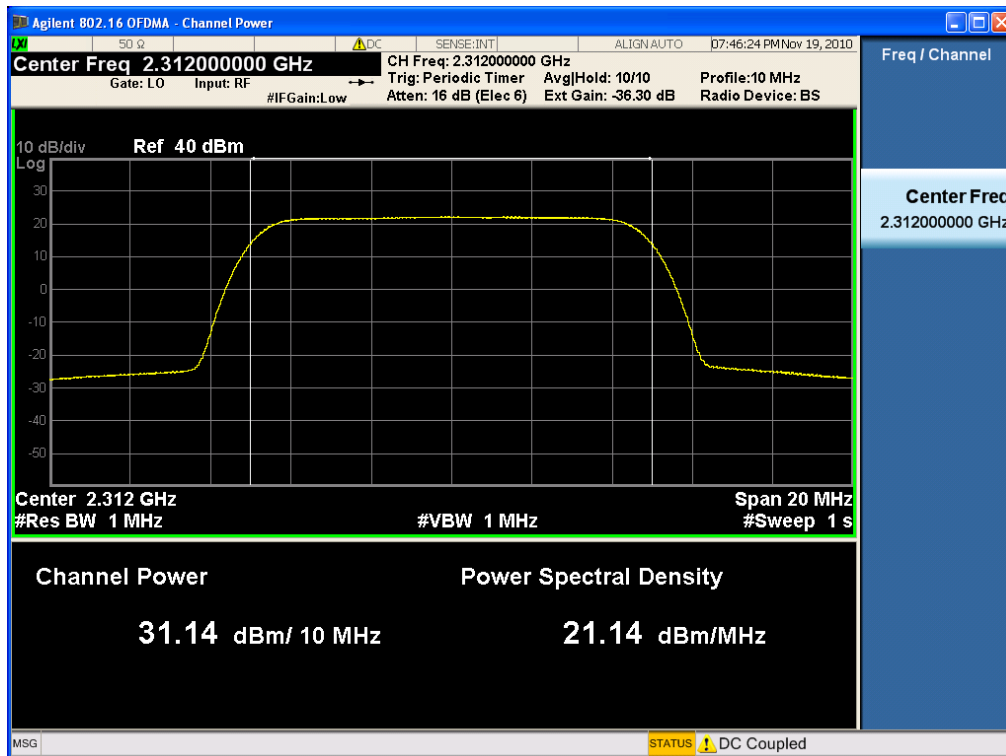 Agilent 802.16 OFDMA - Channel Power
LXI 50 Ω DC SENSE:INT ALIGN AUTO 07:46:24 PM Nov 19, 2010
Center Freq 2.312000000 GHz
Gate: LO Input: RF #IFGain:Low
CH Freq: 2.312000000 GHz
Trig: Periodic Timer Avg|Hold: 10/10 Profile:10 MHz
Atten: 16 dB (Elec 6) Ext Gain: -36.30 dB Radio Device: BS
Freq / Channel
Center Freq
2.312000000 GHz
10 dB/div Ref 40 dBm
Log
30
20
10
0
-10
-20
-30
-40
-50
Center 2.312 GHz Span 20 MHz
#Res BW 1 MHz #VBW 1 MHz #Sweep 1 s
Channel Power Power Spectral Density
31.14 dBm/ 10 MHz 21.14 dBm/MHz
MSG STATUS DC Coupled